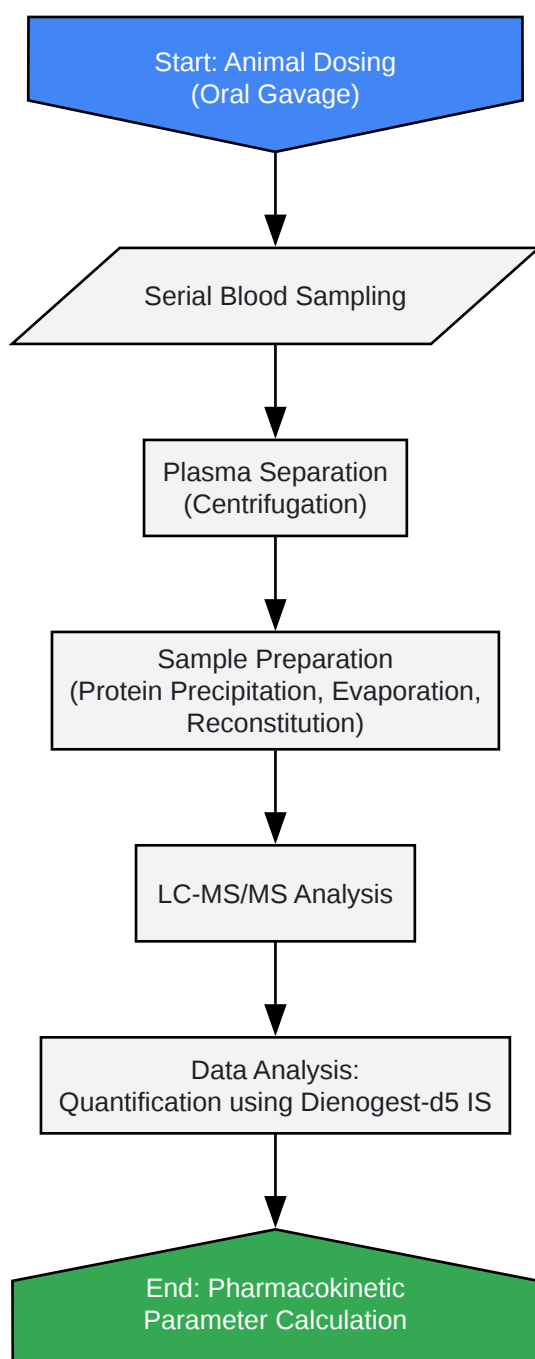 Start: Animal Dosing
(Oral Gavage)
Serial Blood Sampling
Plasma Separation
(Centrifugation)
Sample Preparation
(Protein Precipitation, Evaporation,
Reconstitution)
LC-MS/MS Analysis
Data Analysis:
Quantification using Dienogest-d5 IS
End: Pharmacokinetic
Parameter Calculation